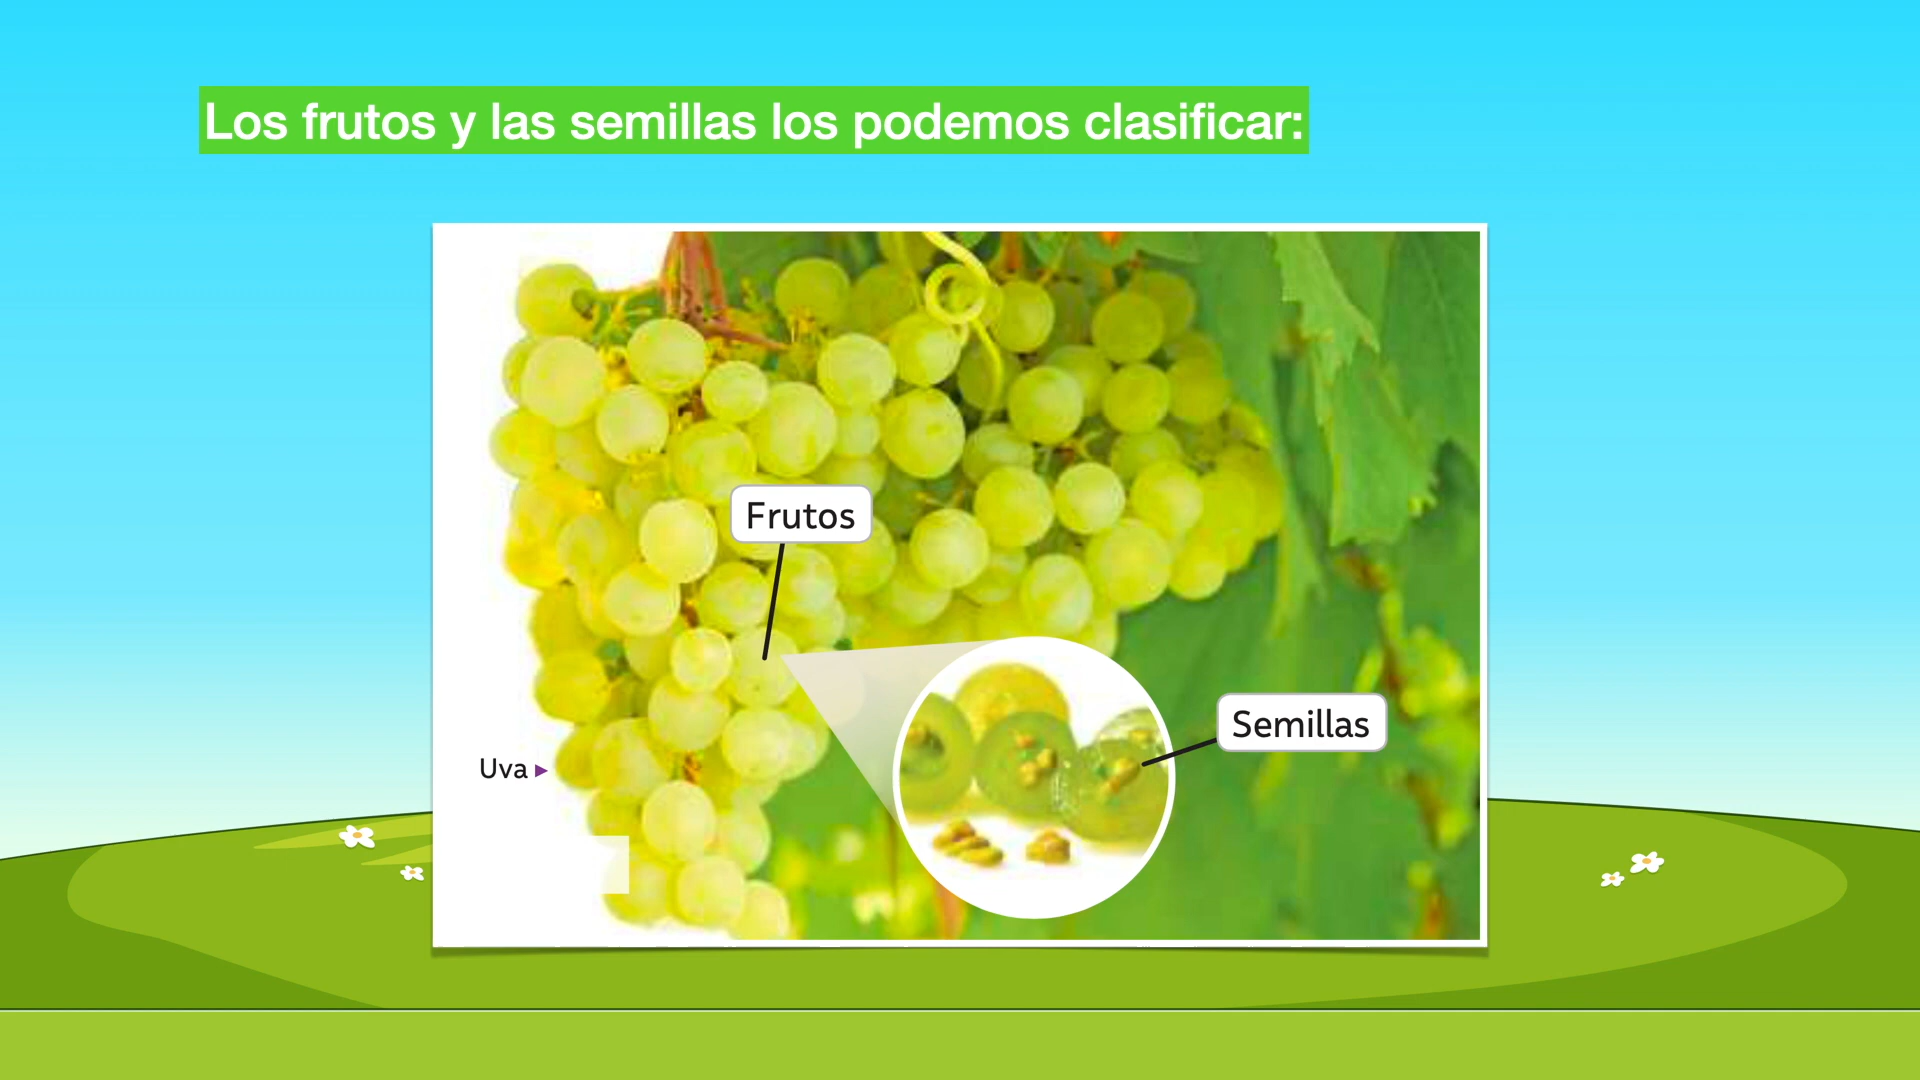 Los frutos y las semillas los podemos clasificar:
Frutos
Semillas
Uva ▶